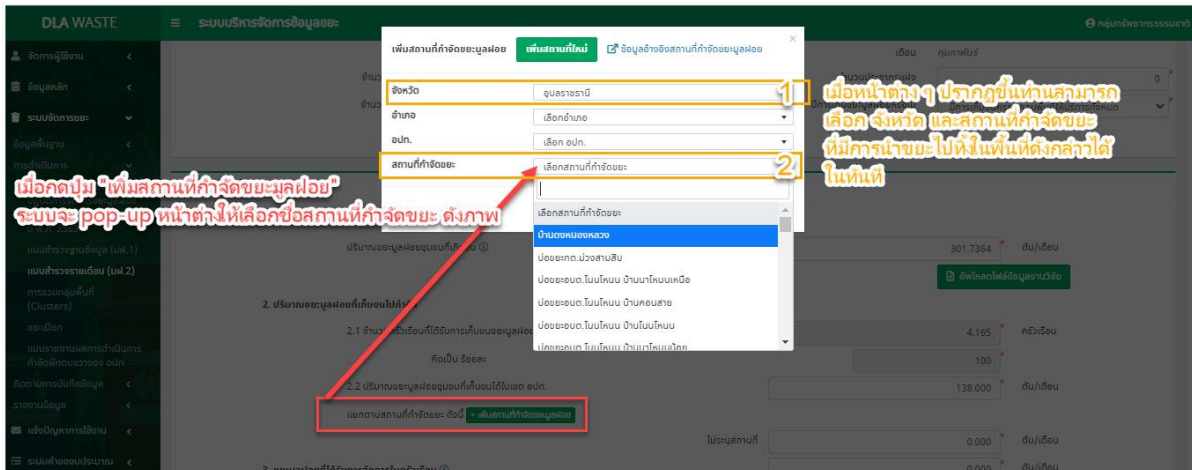 DLA WASTE
ระบบบริหารจัดการข้อมูลขยะ
กลุ่มทรัพยากรธรรมชาติ
เพิ่มสถานที่กำจัดขยะมูลฝอย
เพิ่มสถานที่ใหม่
ข้อมูลอ้างอิงสถานที่กำจัดขยะมูลฝอย
×
จัดการผู้ใช้งาน
เดือน กุมภาพันธ์
ข้อมูลหลัก
จังหวัด อุบลราชธานี 1
0
เมื่อหน้าต่าง ๆ ปรากฏขึ้นท่านสามารถ
เลือก จังหวัด และสถานที่กำจัดขยะ
ที่มีการนำขยะไปทิ้งในพื้นที่ดังกล่าวได้
ในทันที
อำเภอ เลือกอำเภอ
ระบบจัดการขยะ
อปท. เลือก อปท.
ข้อมูลพื้นฐาน
สถานที่กำจัดขยะ เลือกสถานที่กำจัดขยะ 2
การดำเนินการ
เมื่อกดปุ่ม "เพิ่มสถานที่กำจัดขยะมูลฝอย"
ระบบจะ pop-up หน้าต่างให้เลือกชื่อสถานที่กำจัดขยะ ดังภาพ
เลือกสถานที่กำจัดขยะ
บ้านดงหนองหลวง
บ่อขยะทต.ม่วงสามสิบ
บ่อขยะอบต.โนนโหนน บ้านนาโหนนเหนือ
บ่อขยะอบต.โนนโหนน บ้านคอนสาย
บ่อขยะอบต.โนนโหนน บ้านโนนโหนน
บ่อขยะอบต.โนนโหนน บ้านนาโหนนน้อย
แบบสำรวจฐานข้อมูล (มฝ.1)
301.7364 ตัน/เดือน
แบบสำรวจรายเดือน (มฝ.2)
อัพโหลดไฟล์ข้อมูลงานวิจัย
การรวมกลุ่มพื้นที่
(Clusters)
2. ปริมาณขยะมูลฝอยที่เก็บขนไปกำจัด
ขยะเปียก
4,165 ครัวเรือน
แบบรายงานผลการดำเนินการ
คิดเป็น ร้อยละ 100
2.2 ปริมาณขยะมูลฝอยชุมชนที่เก็บขนได้ในเขต อปท. 138.000 ตัน/เดือน
ติดตามการบันทึกข้อมูล
รายงานข้อมูล
แยกตามสถานที่กำจัดขยะ ดังนี้ + เพิ่มสถานที่กำจัดขยะมูลฝอย
แจ้งปัญหาการใช้งาน
ไม่ระบุสถานที่ 0.000 ตัน/เดือน
ระบบคำของบประมาณ
0.000 ตัน/เดือน